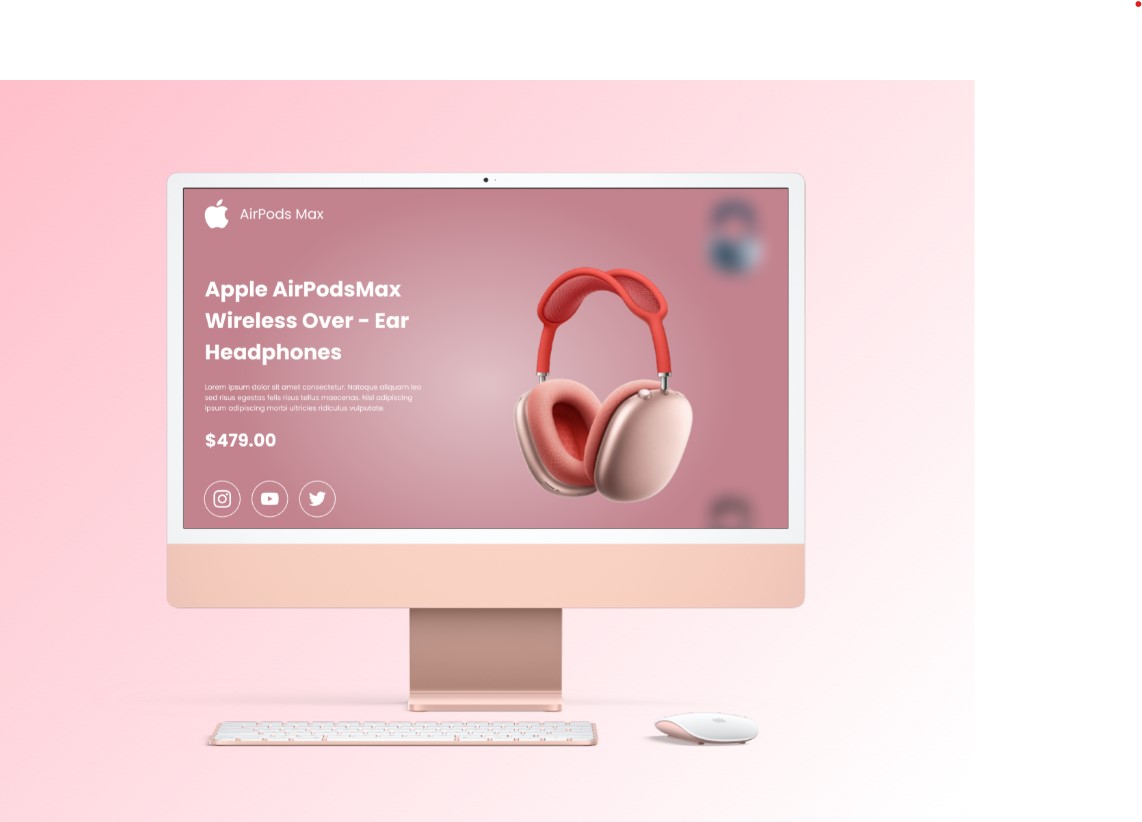 AirPods Max
Apple AirPodsMax
Wireless Over - Ear
Headphones
Lorem ipsum dolor sit amet consectetur. Natoque aliquam leo
sed risus egestas felis risus tellus maecenas. Nisl adipiscing
ipsum adipiscing morbi ultricies ridiculus vulputate.
$479.00